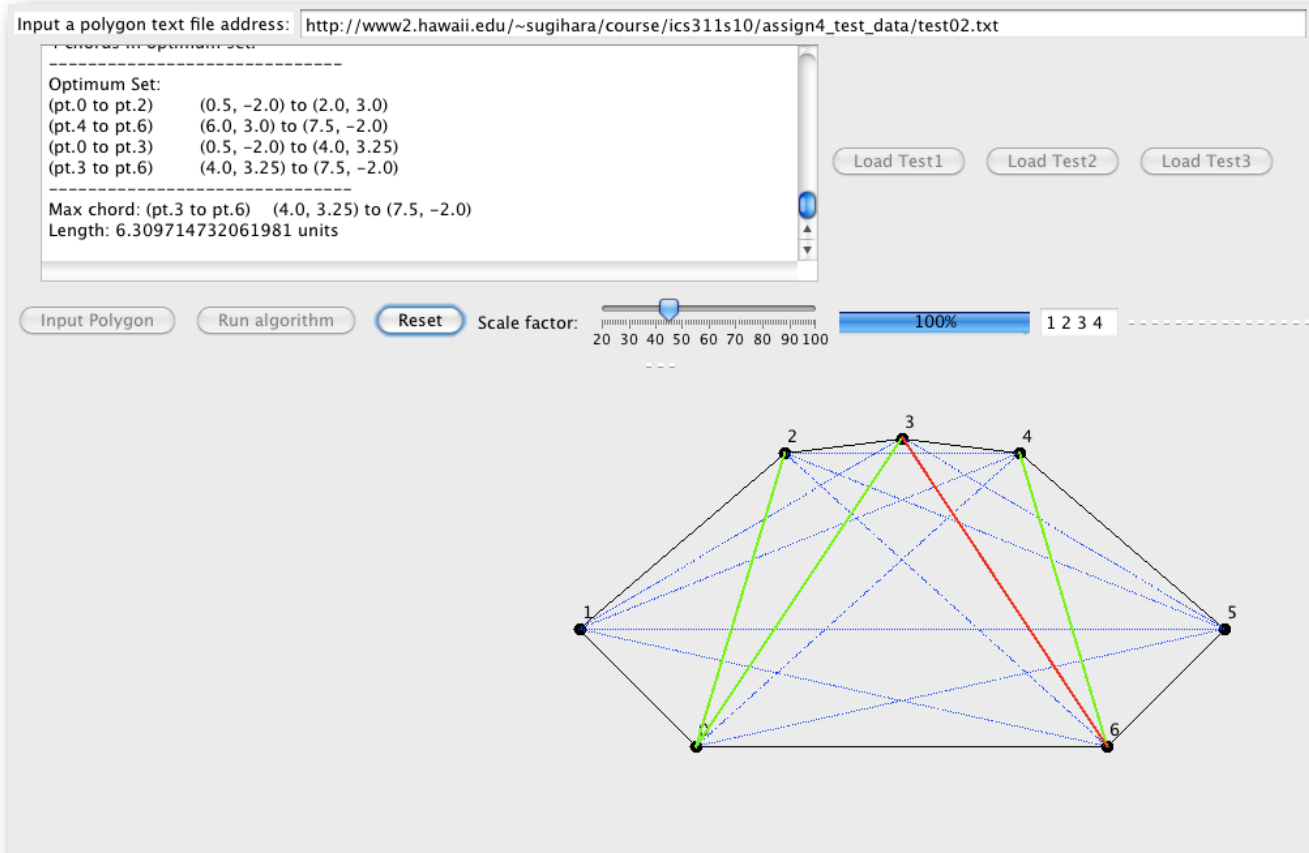 Input a polygon text file address: http://www2.hawaii.edu/~sugihara/course/ics311s10/assign4_test_data/test02.txt
4 chords in optimum set.
------------------------------
Optimum Set:
(pt.0 to pt.2) (0.5, -2.0) to (2.0, 3.0)
(pt.4 to pt.6) (6.0, 3.0) to (7.5, -2.0)
(pt.0 to pt.3) (0.5, -2.0) to (4.0, 3.25)
(pt.3 to pt.6) (4.0, 3.25) to (7.5, -2.0)
-------------------------------
Max chord: (pt.3 to pt.6) (4.0, 3.25) to (7.5, -2.0)
Length: 6.309714732061981 units
Load Test1 Load Test2 Load Test3
Input Polygon Run algorithm Reset Scale factor: 100% 1 2 3 4
20 30 40 50 60 70 80 90 100
3
2 4
1 5
0 6